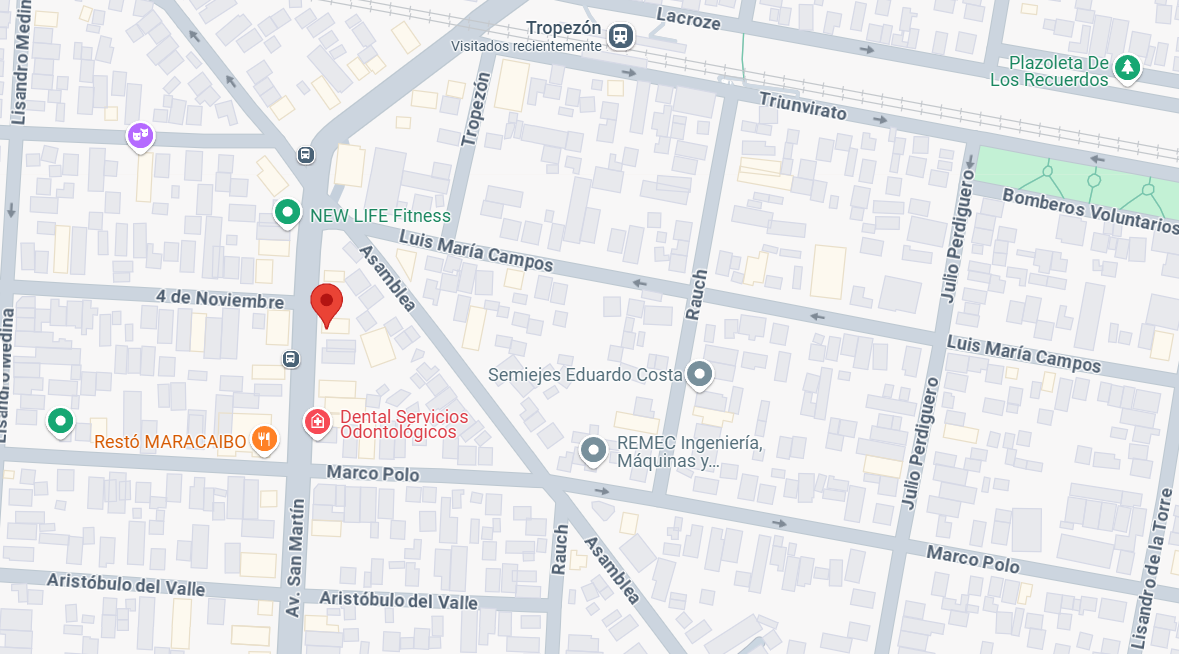 Lisandro Medin
Lacroze
Tropezón
Visitados recientemente
Plazoleta De
Los Recuerdos
Tropezón
Triunvirato
Julio Perdiguero
Bomberos Voluntarios
NEW LIFE Fitness
Luis María Campos
Asamblea
Rauch
4 de Noviembre
Lisandro Medina
Luis María Campos
Semiejes Eduardo Costa
Julio Perdiguero
Dental Servicios
Odontológicos
Restó MARACAIBO
REMEC Ingeniería,
Máquinas y...
Marco Polo
Lisandro de la Torre
Av. San Martín
Rauch
Asamblea
Marco Polo
Aristóbulo del Valle
Aristóbulo del Valle